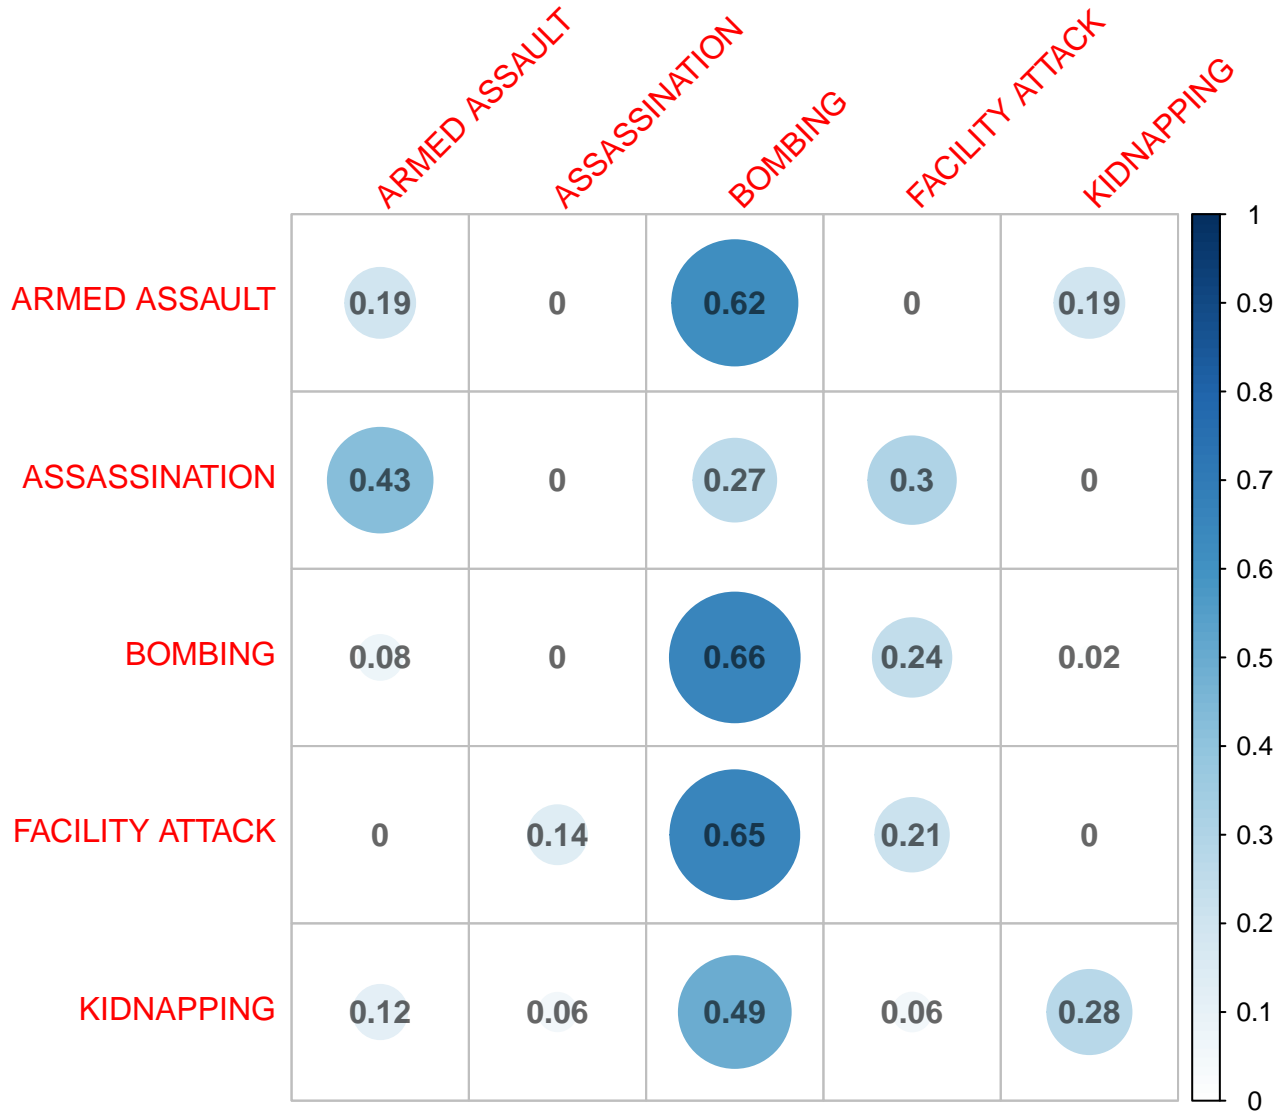 ARMED ASSAULT
ASSASSINATION
BOMBING
FACILITY ATTACK
KIDNAPPING
ARMED ASSAULT 0.19 0 0.62 0 0.19
ASSASSINATION 0.43 0 0.27 0.3 0
BOMBING 0.08 0 0.66 0.24 0.02
FACILITY ATTACK 0 0.14 0.65 0.21 0
KIDNAPPING 0.12 0.06 0.49 0.06 0.28
1
0.9
0.8
0.7
0.6
0.5
0.4
0.3
0.2
0.1
0